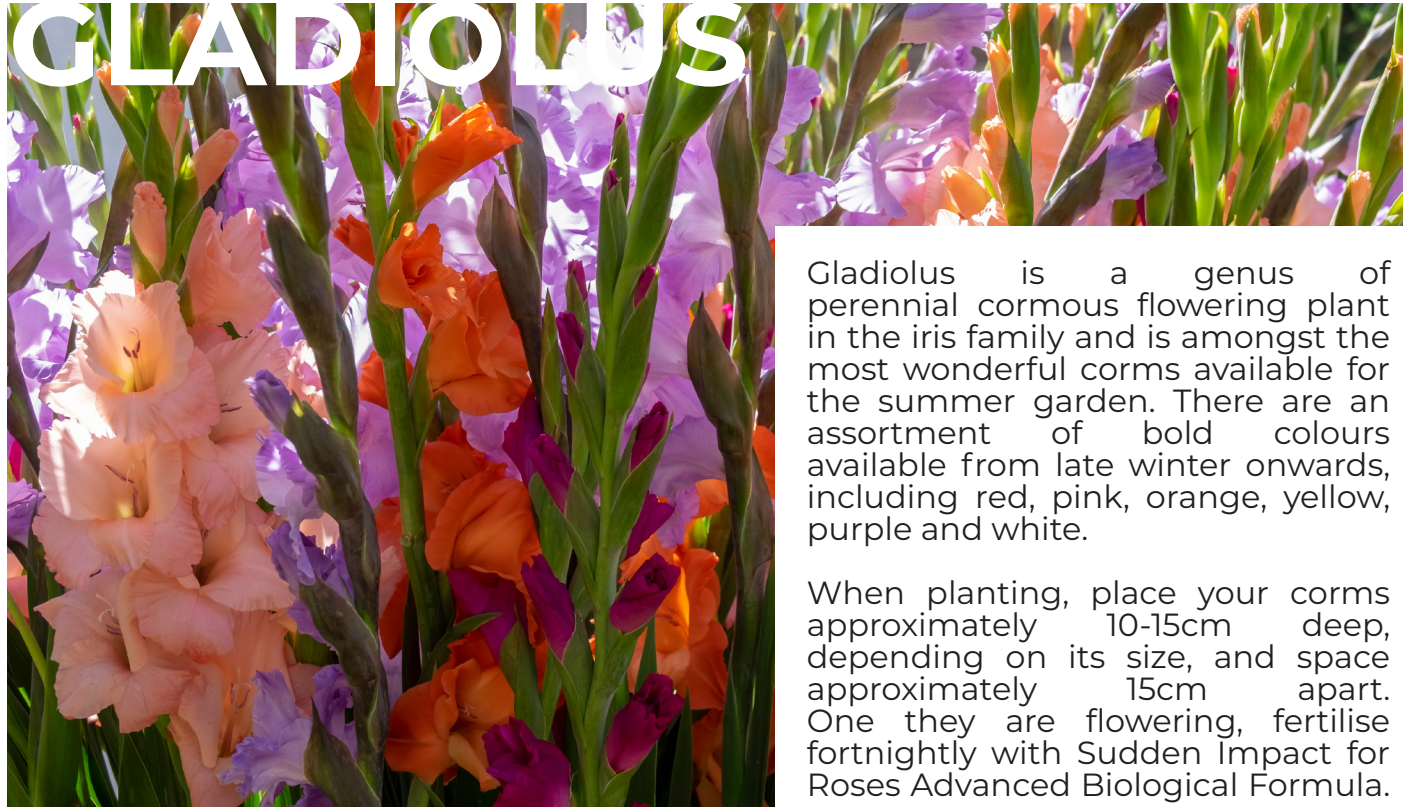 GLADIOLUS
Gladiolus is a genus of
perennial cormous flowering plant
in the iris family and is amongst the
most wonderful corms available for
the summer garden. There are an
assortment of bold colours
available from late winter onwards,
including red, pink, orange, yellow,
purple and white.
When planting, place your corms
approximately 10-15cm deep,
depending on its size, and space
approximately 15cm apart.
One they are flowering, fertilise
fortnightly with Sudden Impact for
Roses Advanced Biological Formula.